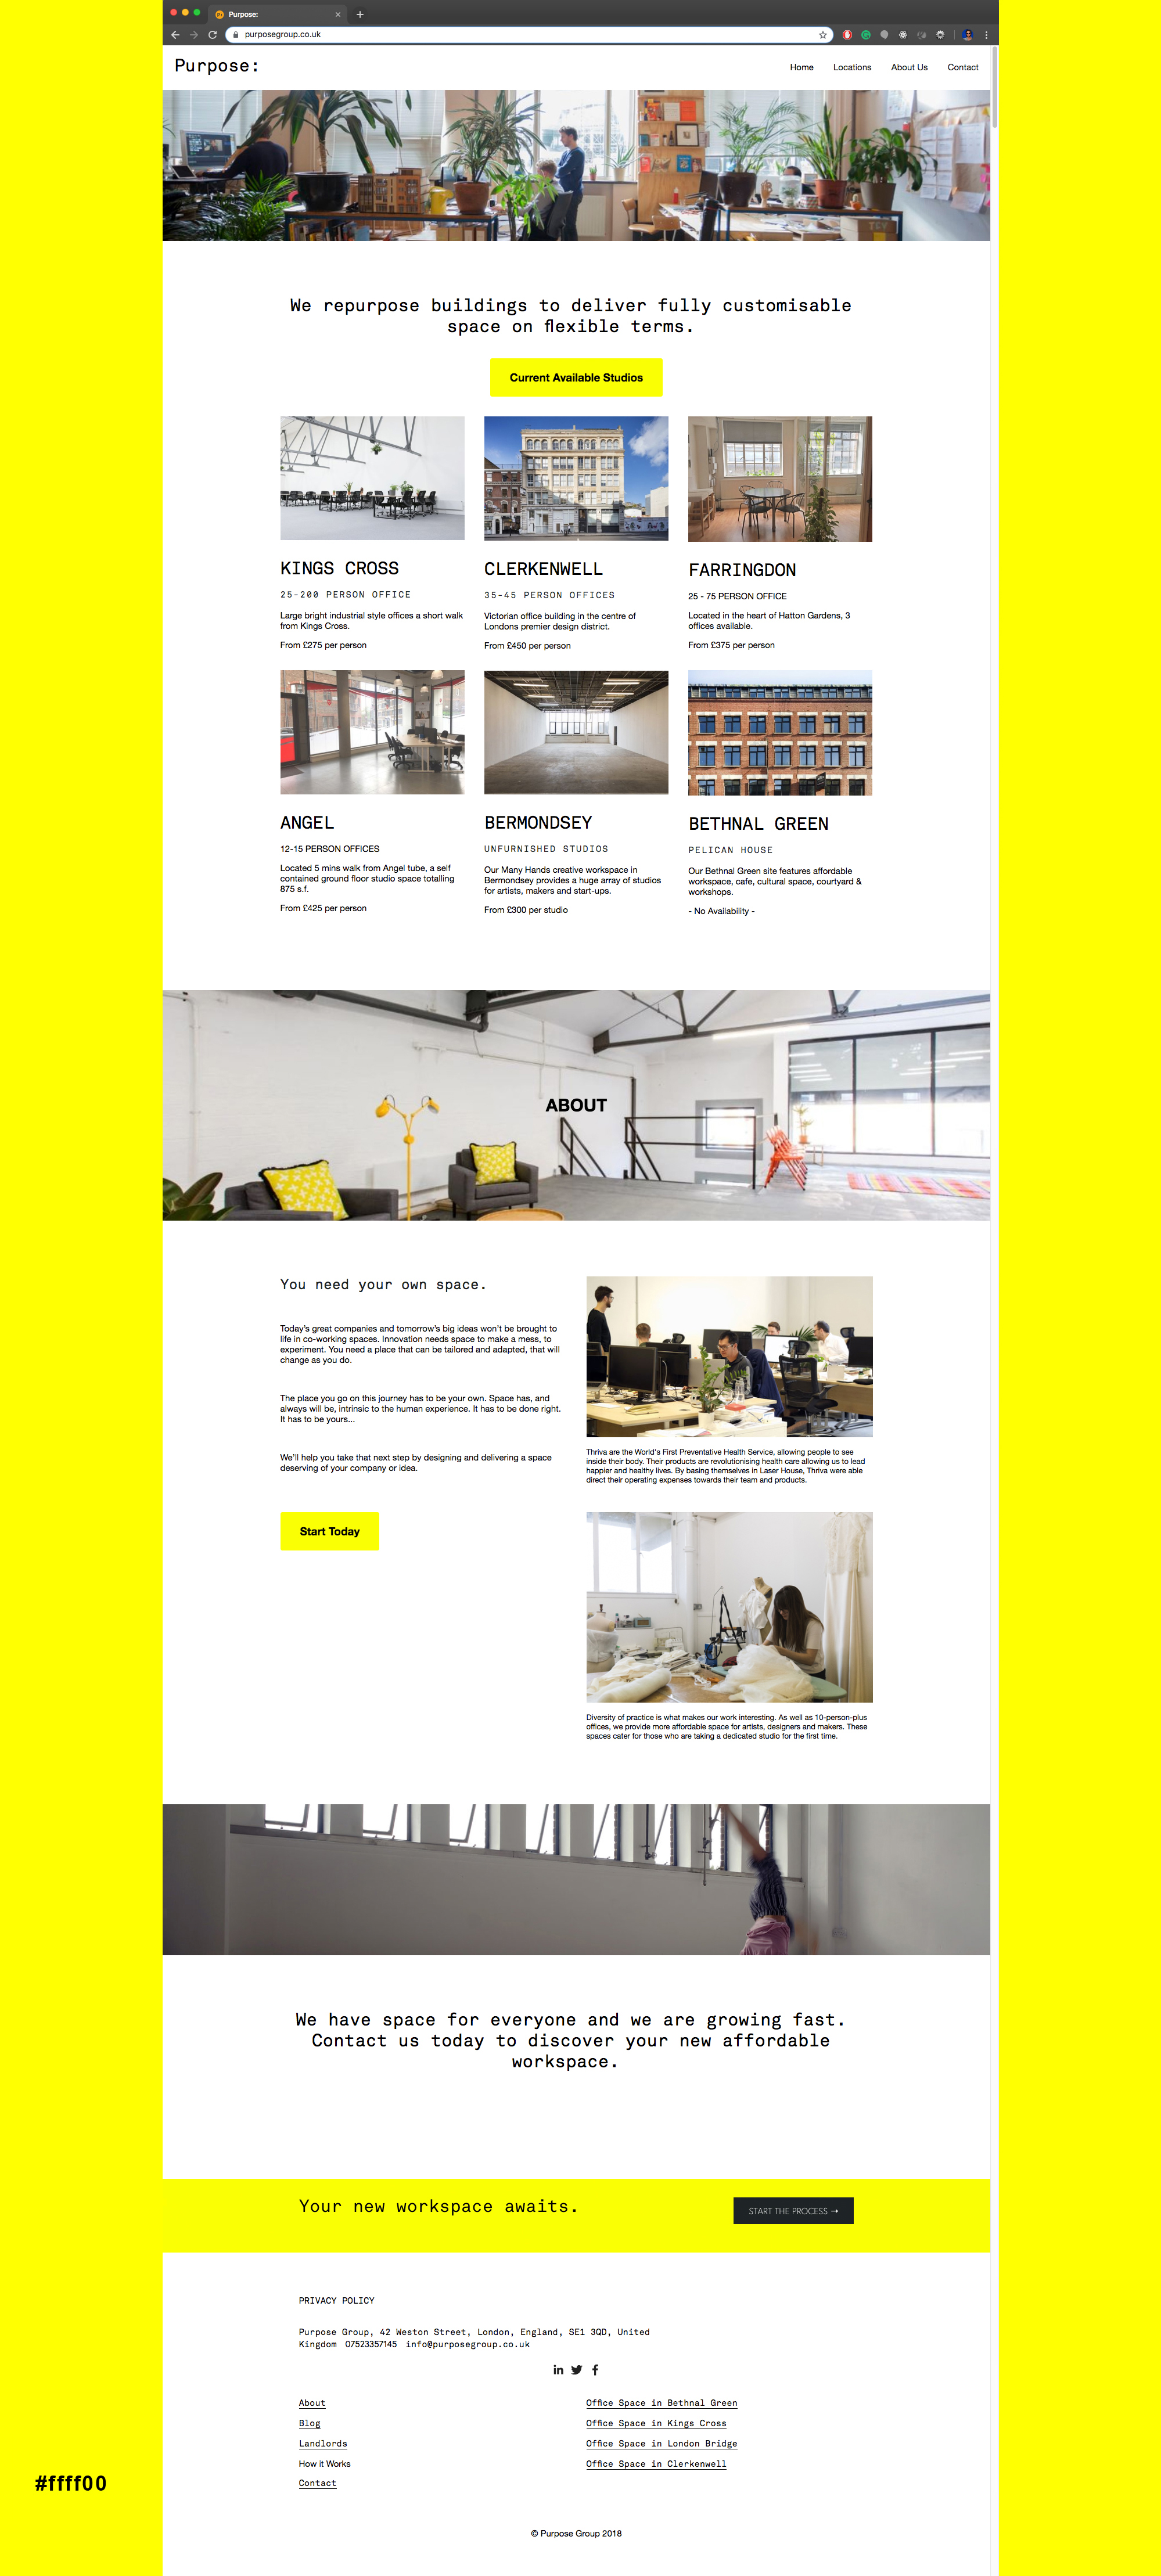 Purpose:
purposegroup.co.uk
Purpose:
Home Locations About Us Contact
We repurpose buildings to deliver fully customisable
space on flexible terms.
Current Available Studios
KINGS CROSS
25-200 PERSON OFFICE
Large bright industrial style offices a short walk
from Kings Cross.
From £275 per person
CLERKENWELL
35-45 PERSON OFFICES
Victorian office building in the centre of
Londons premier design district.
From £450 per person
FARRINGDON
25 - 75 PERSON OFFICE
Located in the heart of Hatton Gardens, 3
offices available.
From £375 per person
ANGEL
12-15 PERSON OFFICES
Located 5 mins walk from Angel tube, a self
contained ground floor studio space totalling
875 s.f.
From £425 per person
BERMONDSEY
UNFURNISHED STUDIOS
Our Many Hands creative workspace in
Bermondsey provides a huge array of studios
for artists, makers and start-ups.
From £300 per studio
BETHNAL GREEN
PELICAN HOUSE
Our Bethnal Green site features affordable
workspace, cafe, cultural space, courtyard &
workshops.
- No Availability -
ABOUT
You need your own space.
Today's great companies and tomorrow's big ideas won't be brought to
life in co-working spaces. Innovation needs space to make a mess, to
experiment. You need a place that can be tailored and adapted, that will
change as you do.
The place you go on this journey has to be your own. Space has, and
always will be, intrinsic to the human experience. It has to be done right.
It has to be yours...
We'll help you take that next step by designing and delivering a space
deserving of your company or idea.
Start Today
Thriva are the World's First Preventative Health Service, allowing people to see
inside their body. Their products are revolutionising health care allowing us to lead
happier and healthy lives. By basing themselves in Laser House, Thriva were able
direct their operating expenses towards their team and products.
Diversity of practice is what makes our work interesting. As well as 10-person-plus
offices, we provide more affordable space for artists, designers and makers. These
spaces cater for those who are taking a dedicated studio for the first time.
We have space for everyone and we are growing fast.
Contact us today to discover your new affordable
workspace.
Your new workspace awaits.
START THE PROCESS →
PRIVACY POLICY
Purpose Group, 42 Weston Street, London, England, SE1 3QD, United
Kingdom 07523357145 info@purposegroup.co.uk
About
Blog
Landlords
How it Works
Contact
Office Space in Bethnal Green
Office Space in Kings Cross
Office Space in London Bridge
Office Space in Clerkenwell
#ffff00
© Purpose Group 2018